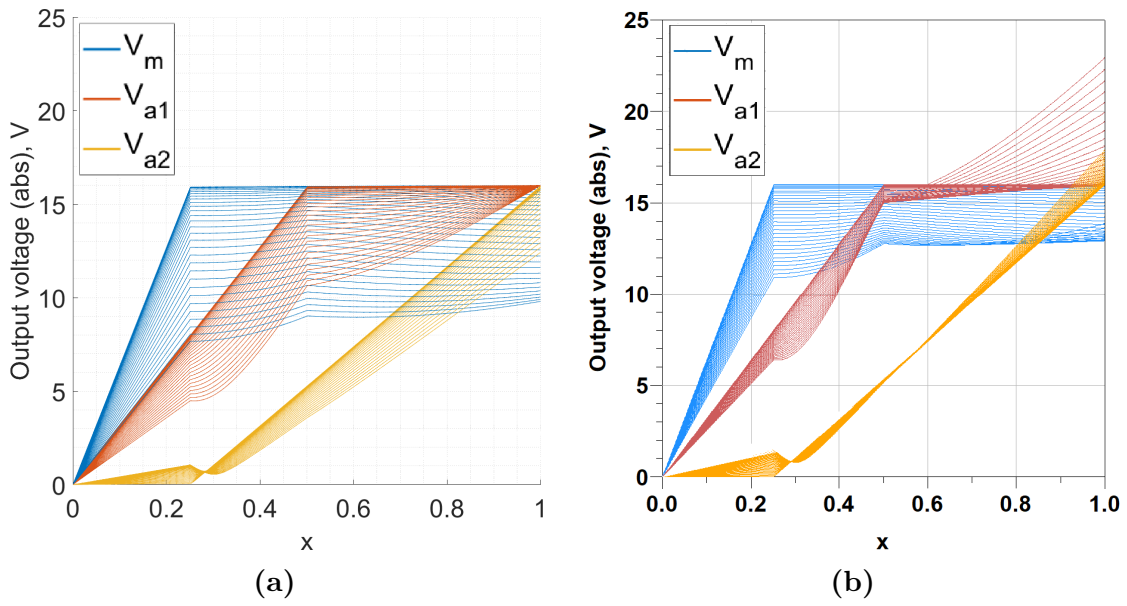 25
20
15
10
5
0
Output voltage (abs), V
V_m
V_a1
V_a2
0 0.2 0.4 0.6 0.8 1
x
(a)
25
20
15
10
5
0
Output voltage (abs), V
V_m
V_a1
V_a2
0.0 0.2 0.4 0.6 0.8 1.0
x
(b)